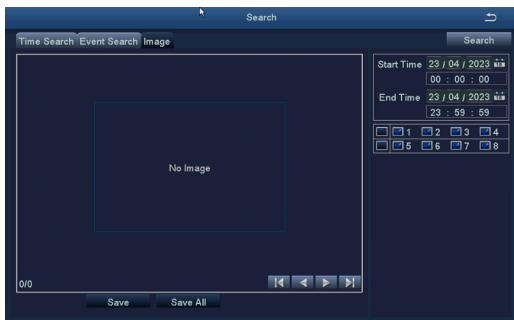 Search
Time Search Event Search Image
Search
Start Time 23 / 04 / 2023
00 : 00 : 00
End Time 23 / 04 / 2023
23 : 59 : 59
1 2 3 4
5 6 7 8
No Image
0/0
Save Save All